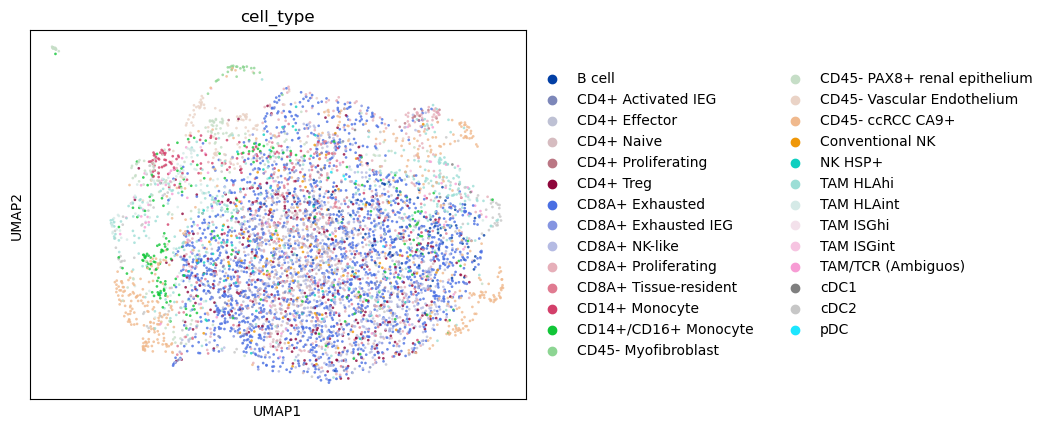 cell_type
UMAP2
UMAP1
B cell
CD4+ Activated IEG
CD4+ Effector
CD4+ Naive
CD4+ Proliferating
CD4+ Treg
CD8A+ Exhausted
CD8A+ Exhausted IEG
CD8A+ NK-like
CD8A+ Proliferating
CD8A+ Tissue-resident
CD14+ Monocyte
CD14+/CD16+ Monocyte
CD45- Myofibroblast
CD45- PAX8+ renal epithelium
CD45- Vascular Endothelium
CD45- ccRCC CA9+
Conventional NK
NK HSP+
TAM HLAhi
TAM HLAint
TAM ISGhi
TAM ISGint
TAM/TCR (Ambiguos)
cDC1
cDC2
pDC